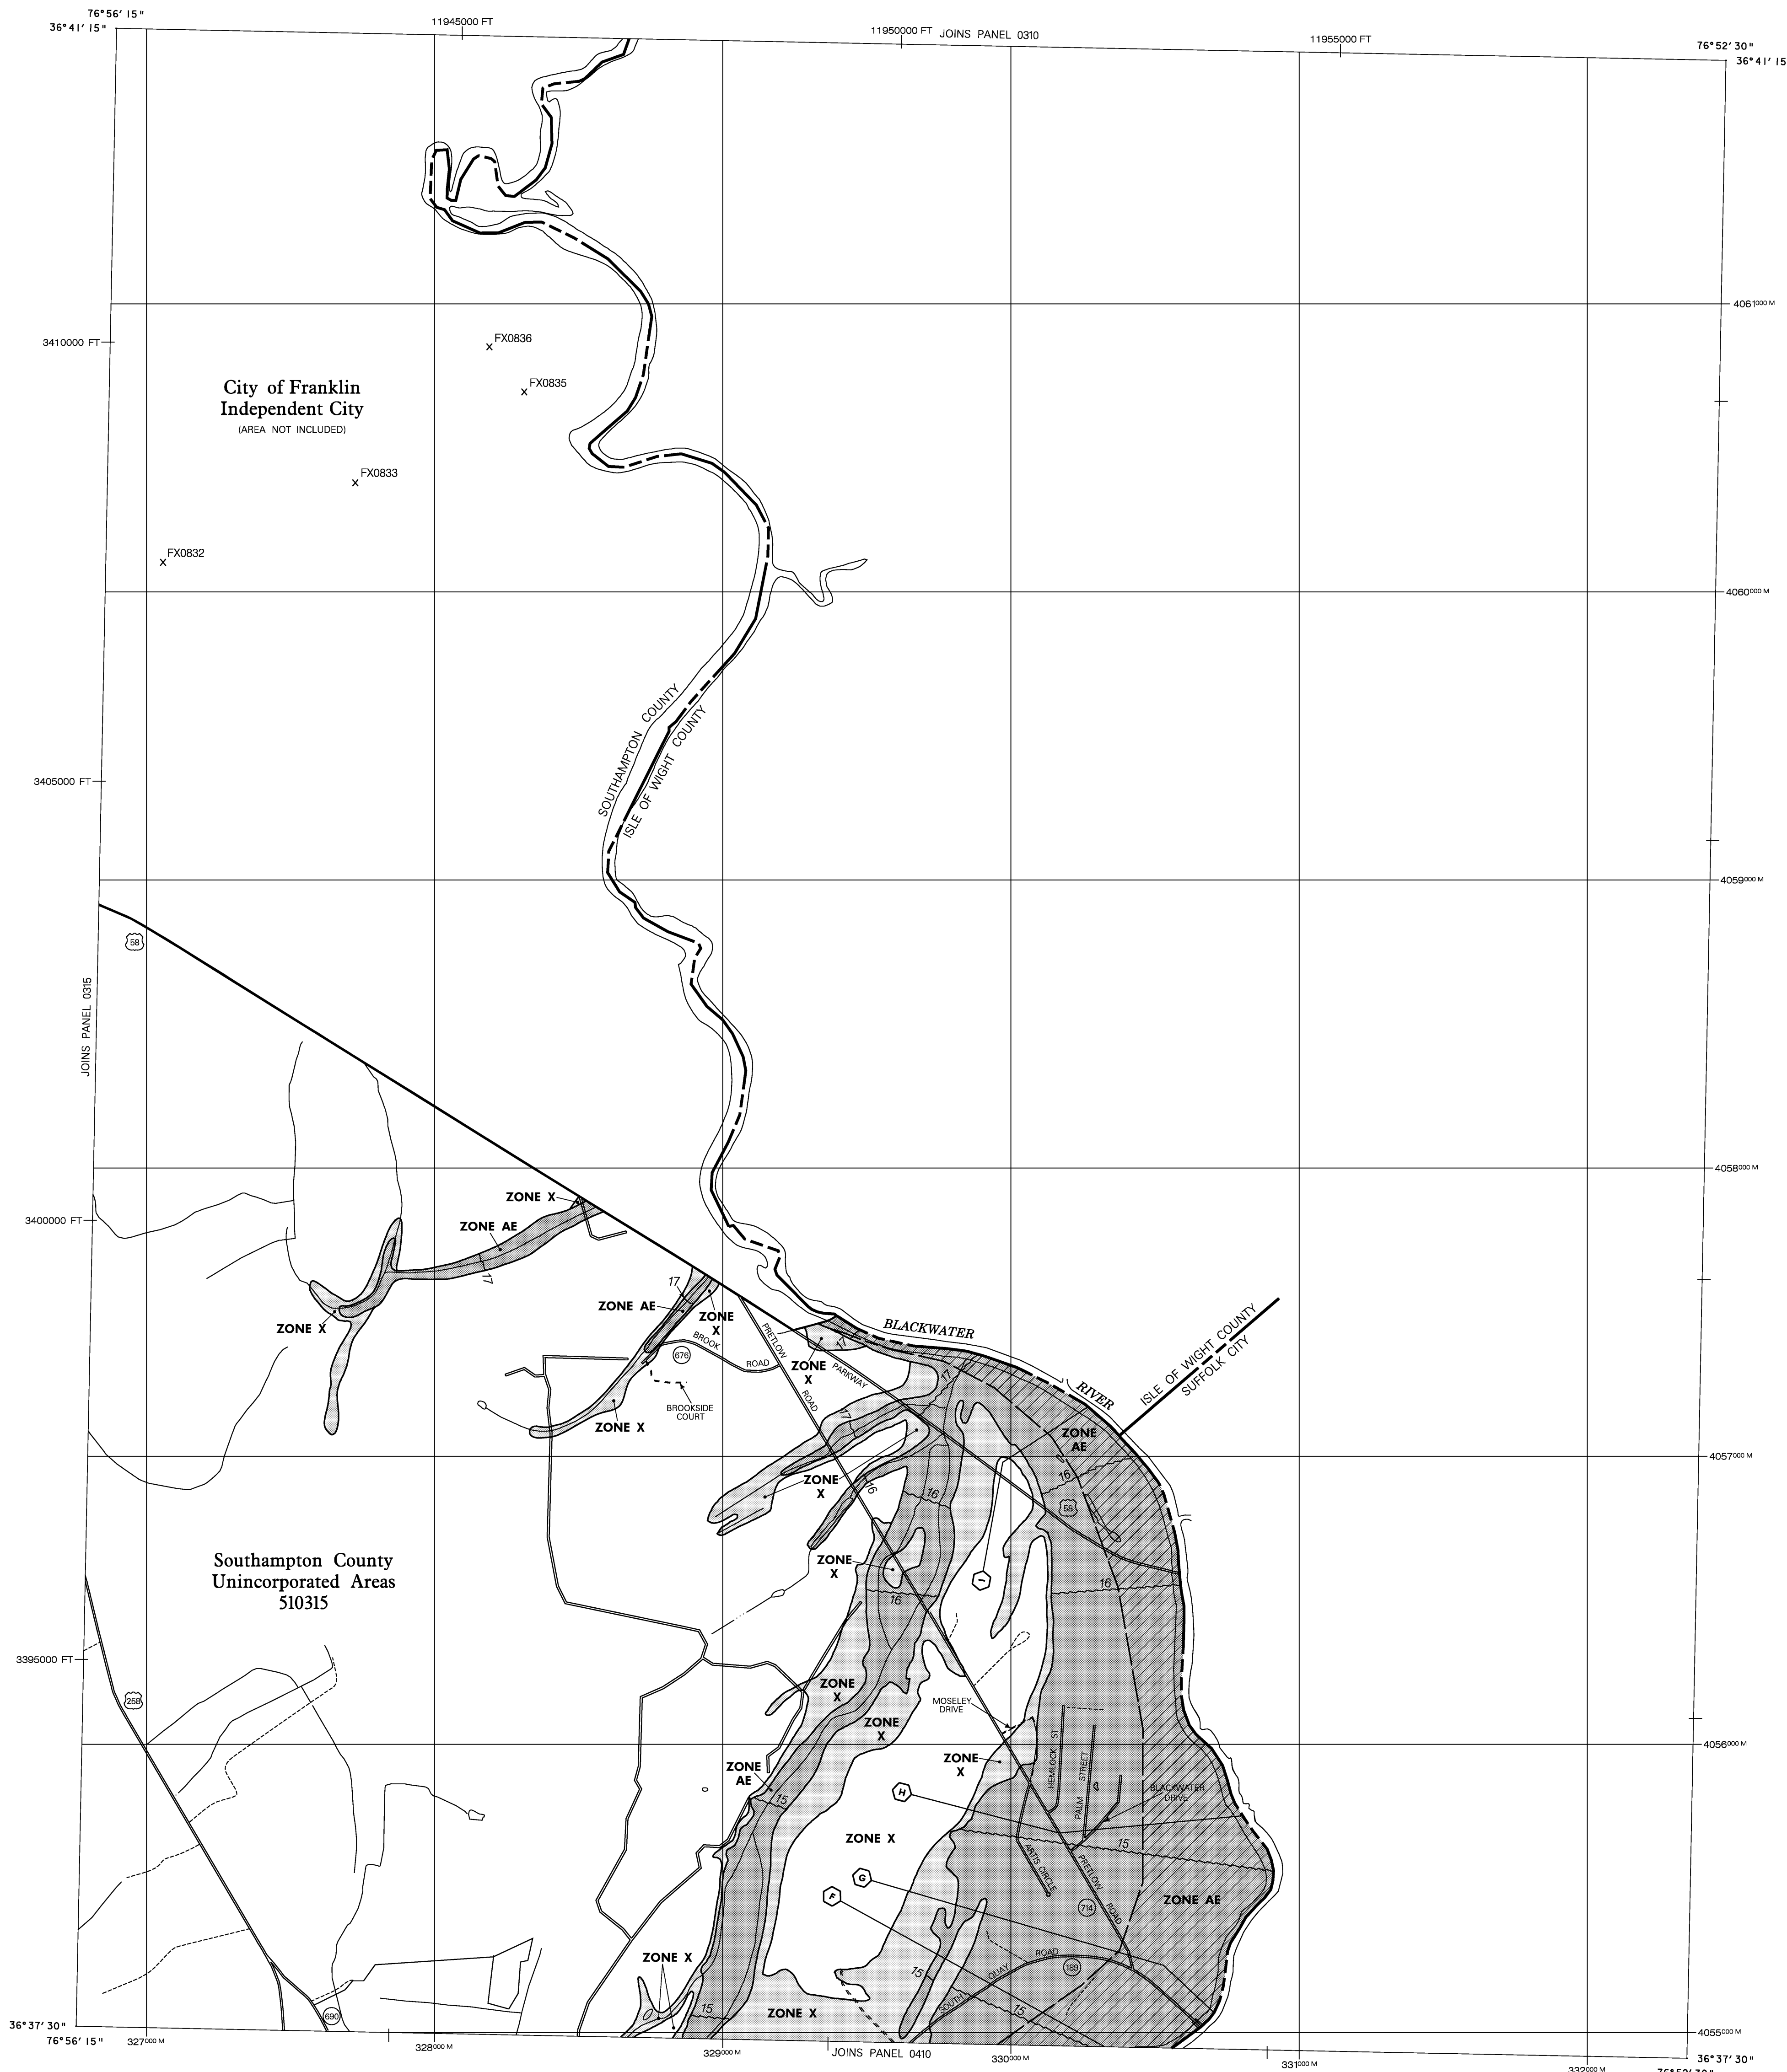 76°56'15"
36°41'15"
11945000 FT
11950000 FT
JOINS PANEL 0310
11955000 FT
76°52'30"
36°41'15
4061000 M
3410000 FT
FX0836
FX0835
City of Franklin
Independent City
(AREA NOT INCLUDED)
FX0833
FX0832
4060000 M
SOUTHAMPTON COUNTY
ISLE OF WIGHT COUNTY
3405000 FT
4059000 M
58
JOINS PANEL 0315
4058000 M
ZONE X
3400000 FT
ZONE AE
17
17
ZONE AE
ZONE
X
ZONE X
BLACKWATER
RIVER
ISLE OF WIGHT COUNTY
SUFFOLK CITY
PRETLOW
ROAD
BROOK
ROAD
676
17
ZONE
X
PARKWAY
17
BROOKSIDE
COURT
17
ZONE X
ZONE
AE
4057000 M
16
ZONE
X
16
16
58
Southampton County
Unincorporated Areas
510315
ZONE
X
I
16
16
3395000 FT
258
ZONE
X
MOSELEY
DRIVE
ZONE
X
4056000 M
HEMLOCK ST
PALM STREET
ZONE
X
ZONE
AE
H
BLACKWATER
DRIVE
15
ZONE X
15
ARTIS CIRCLE
PRETLOW
ROAD
G
F
ZONE AE
714
ZONE X
ROAD
189
15
QUAY
SOUTH
15
690
15
ZONE X
36°37'30"
76°56'15"
327000 M
328000 M
329000 M
JOINS PANEL 0410
330000 M
331000 M
332000 M
4055000 M
36°37'30"